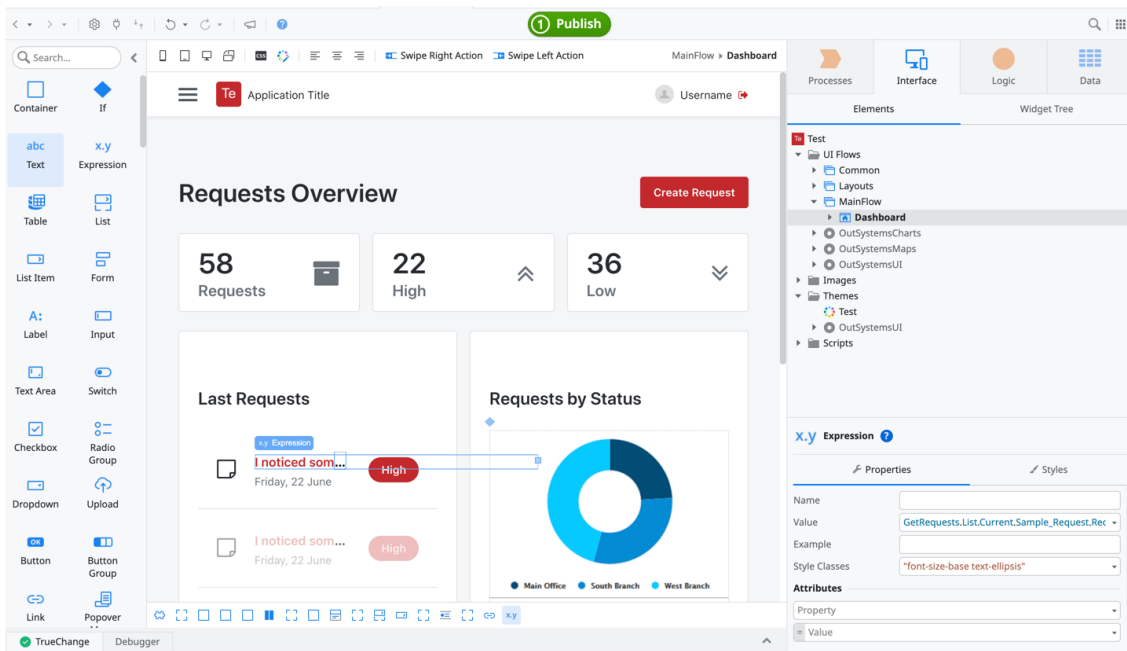 1 Publish
Search...
CSS
Swipe Right Action
Swipe Left Action
MainFlow
Dashboard
Processes
Interface
Logic
Data
Elements
Widget Tree
Container
If
abc
Text
x.y
Expression
Table
List
List Item
Form
A:
Label
Input
Text Area
Switch
Checkbox
Radio
Group
Dropdown
Upload
OK
Button
Button
Group
Link
Popover
Te
Application Title
Username
Requests Overview
Create Request
58
Requests
22
High
36
Low
Last Requests
x.y Expression
I noticed som...
Friday, 22 June
High
I noticed som...
Friday, 22 June
High
Requests by Status
Main Office
South Branch
West Branch
x.y
Te Test
UI Flows
Common
Layouts
MainFlow
Dashboard
OutSystemsCharts
OutSystemsMaps
OutSystemsUI
Images
Themes
Test
OutSystemsUI
Scripts
x.y Expression ?
Properties
Styles
Name
Value
GetRequests.List.Current.Sample_Request.Rec
Example
Style Classes
"font-size-base text-ellipsis"
Attributes
Property
= Value
TrueChange
Debugger